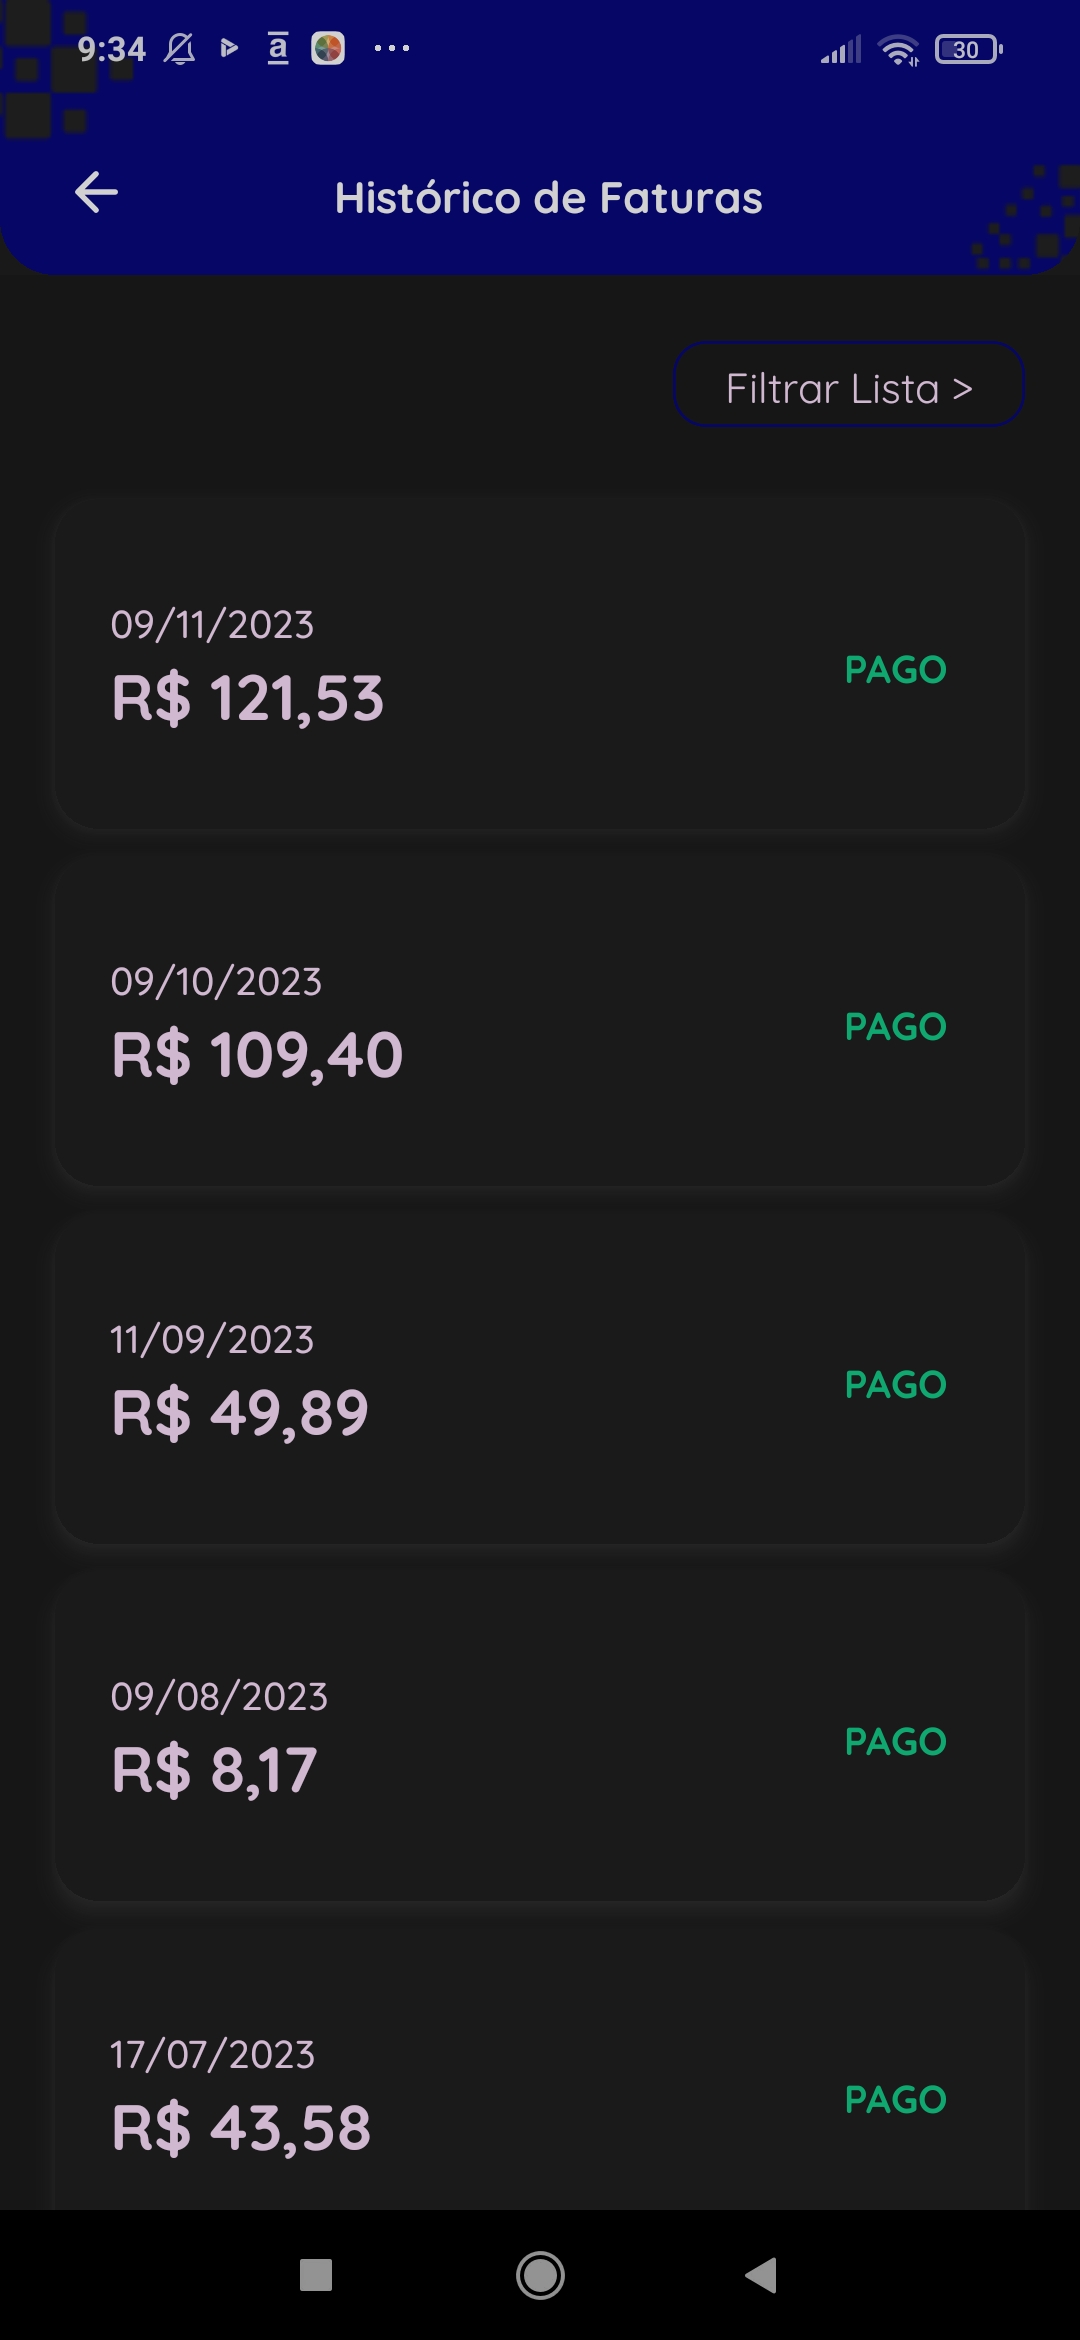 9:34 a ... 30
Histórico de Faturas
Filtrar Lista >
09/11/2023
R$ 121,53
PAGO
09/10/2023
R$ 109,40
PAGO
11/09/2023
R$ 49,89
PAGO
09/08/2023
R$ 8,17
PAGO
17/07/2023
R$ 43,58
PAGO